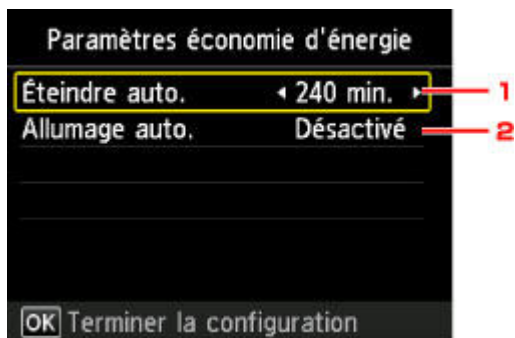 Paramètres économie d'énergie
Éteindre auto. 240 min. 1
Allumage auto. Désactivé 2
OK Terminer la configuration